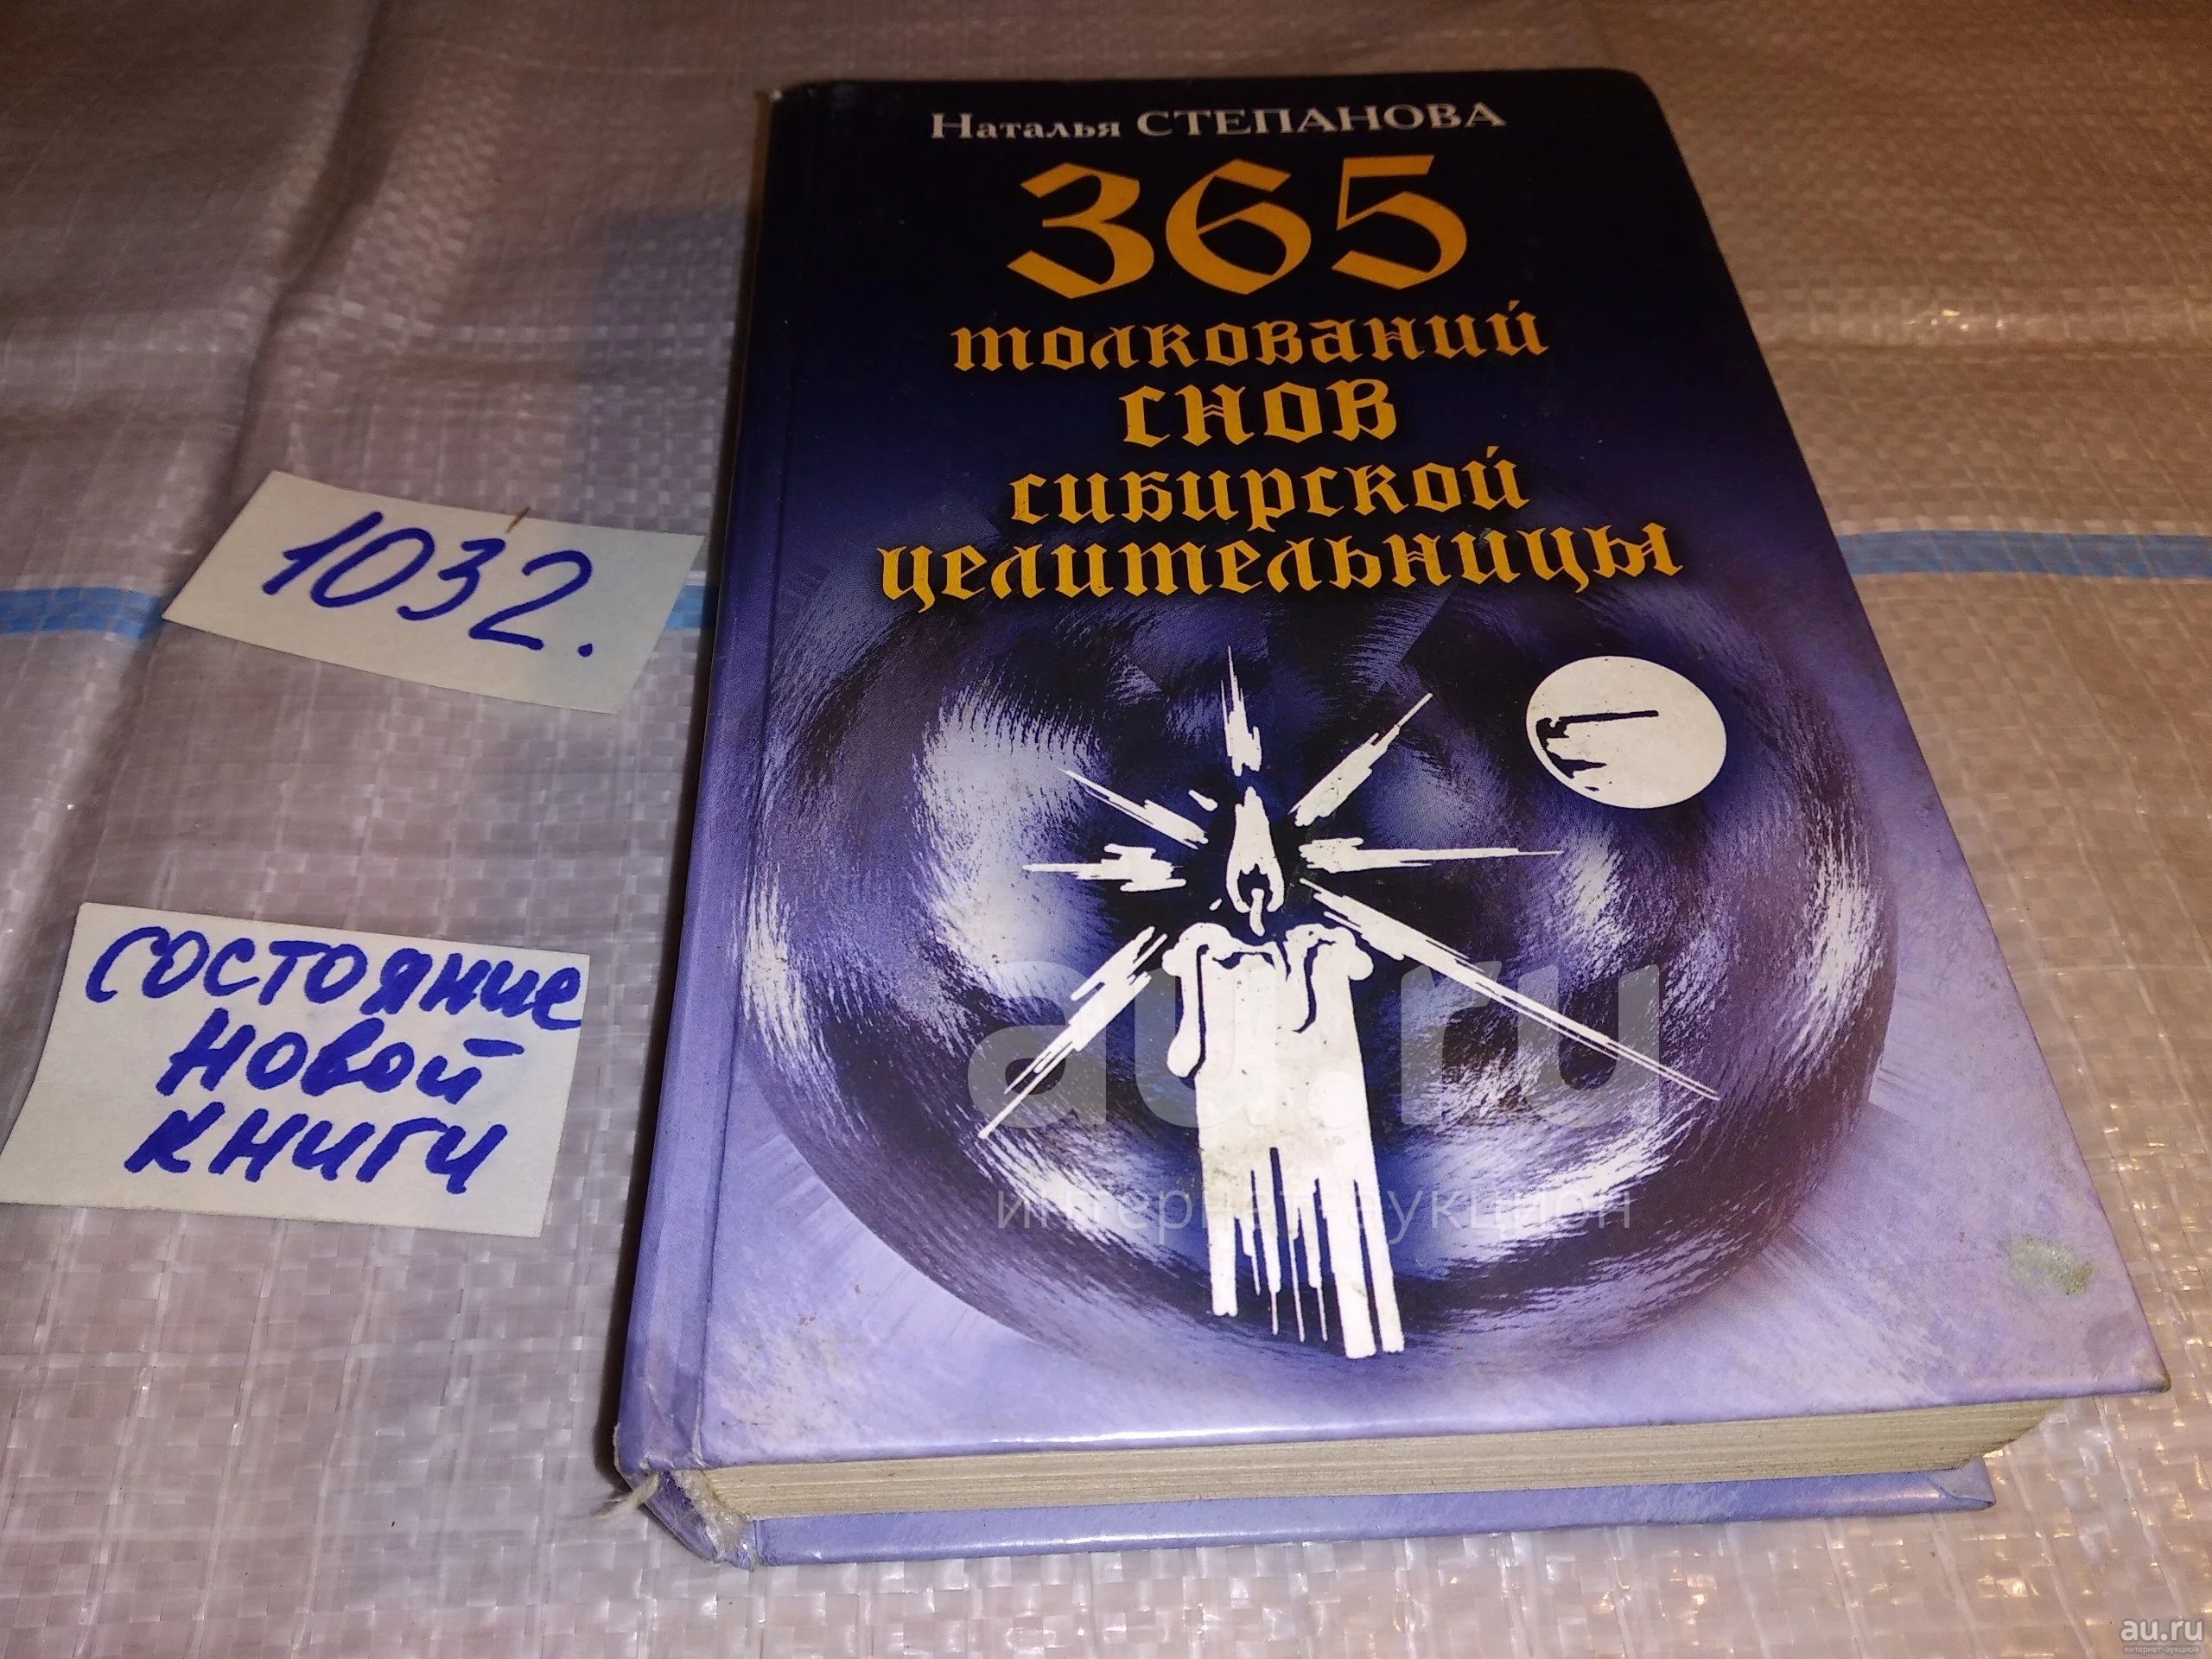 Наталья СТЕПАНОВА
365
толкований
снов
сибирской
целительницы
1032.
состояние
новой
книги
au.ru
интернет-аукцион
au.ru
интернет-аукцион